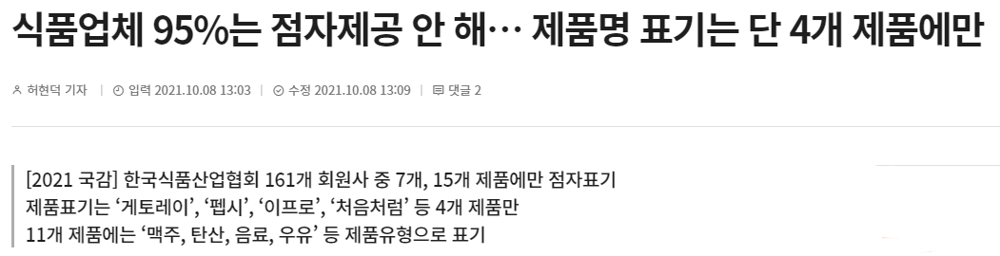 식품업체 95%는 점자제공 안 해… 제품명 표기는 단 4개 제품에만
허현덕 기자 | 입력 2021.10.08 13:03 | 수정 2021.10.08 13:09 | 댓글 2
[2021 국감] 한국식품산업협회 161개 회원사 중 7개, 15개 제품에만 점자표기
제품표기는 ‘게토레이’, ‘펩시’, ‘이프로’, ‘처음처럼’ 등 4개 제품만
11개 제품에는 ‘맥주, 탄산, 음료, 우유’ 등 제품유형으로 표기